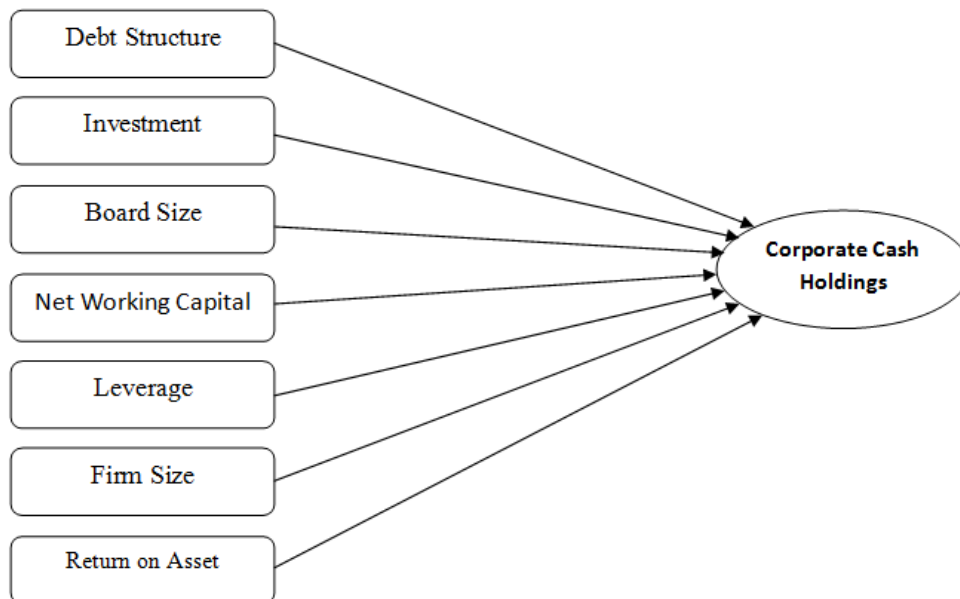 Debt Structure
Investment
Board Size
Net Working Capital
Leverage
Firm Size
Return on Asset
Corporate Cash
Holdings